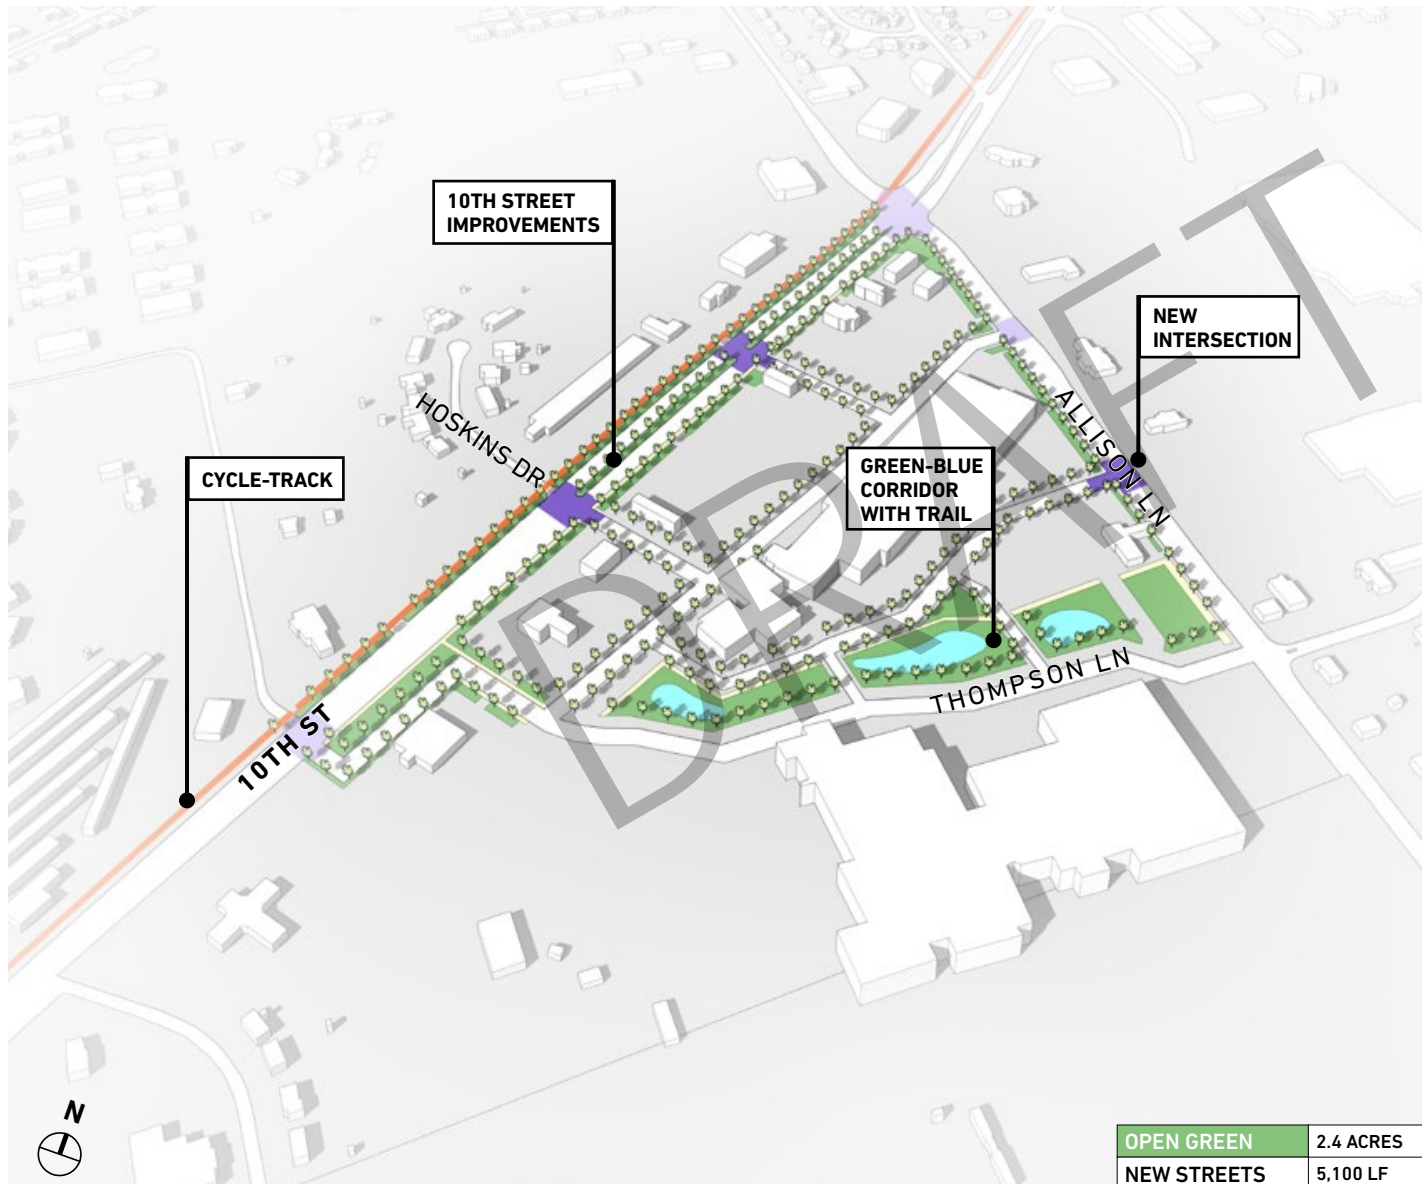 10TH STREET
IMPROVEMENTS
NEW
INTERSECTION
HOSKINS DR
ALLISON LN
CYCLE-TRACK
GREEN-BLUE
CORRIDOR
WITH TRAIL
THOMPSON LN
10TH ST
DRAFT
N
OPEN GREEN 2.4 ACRES
NEW STREETS 5,100 LF